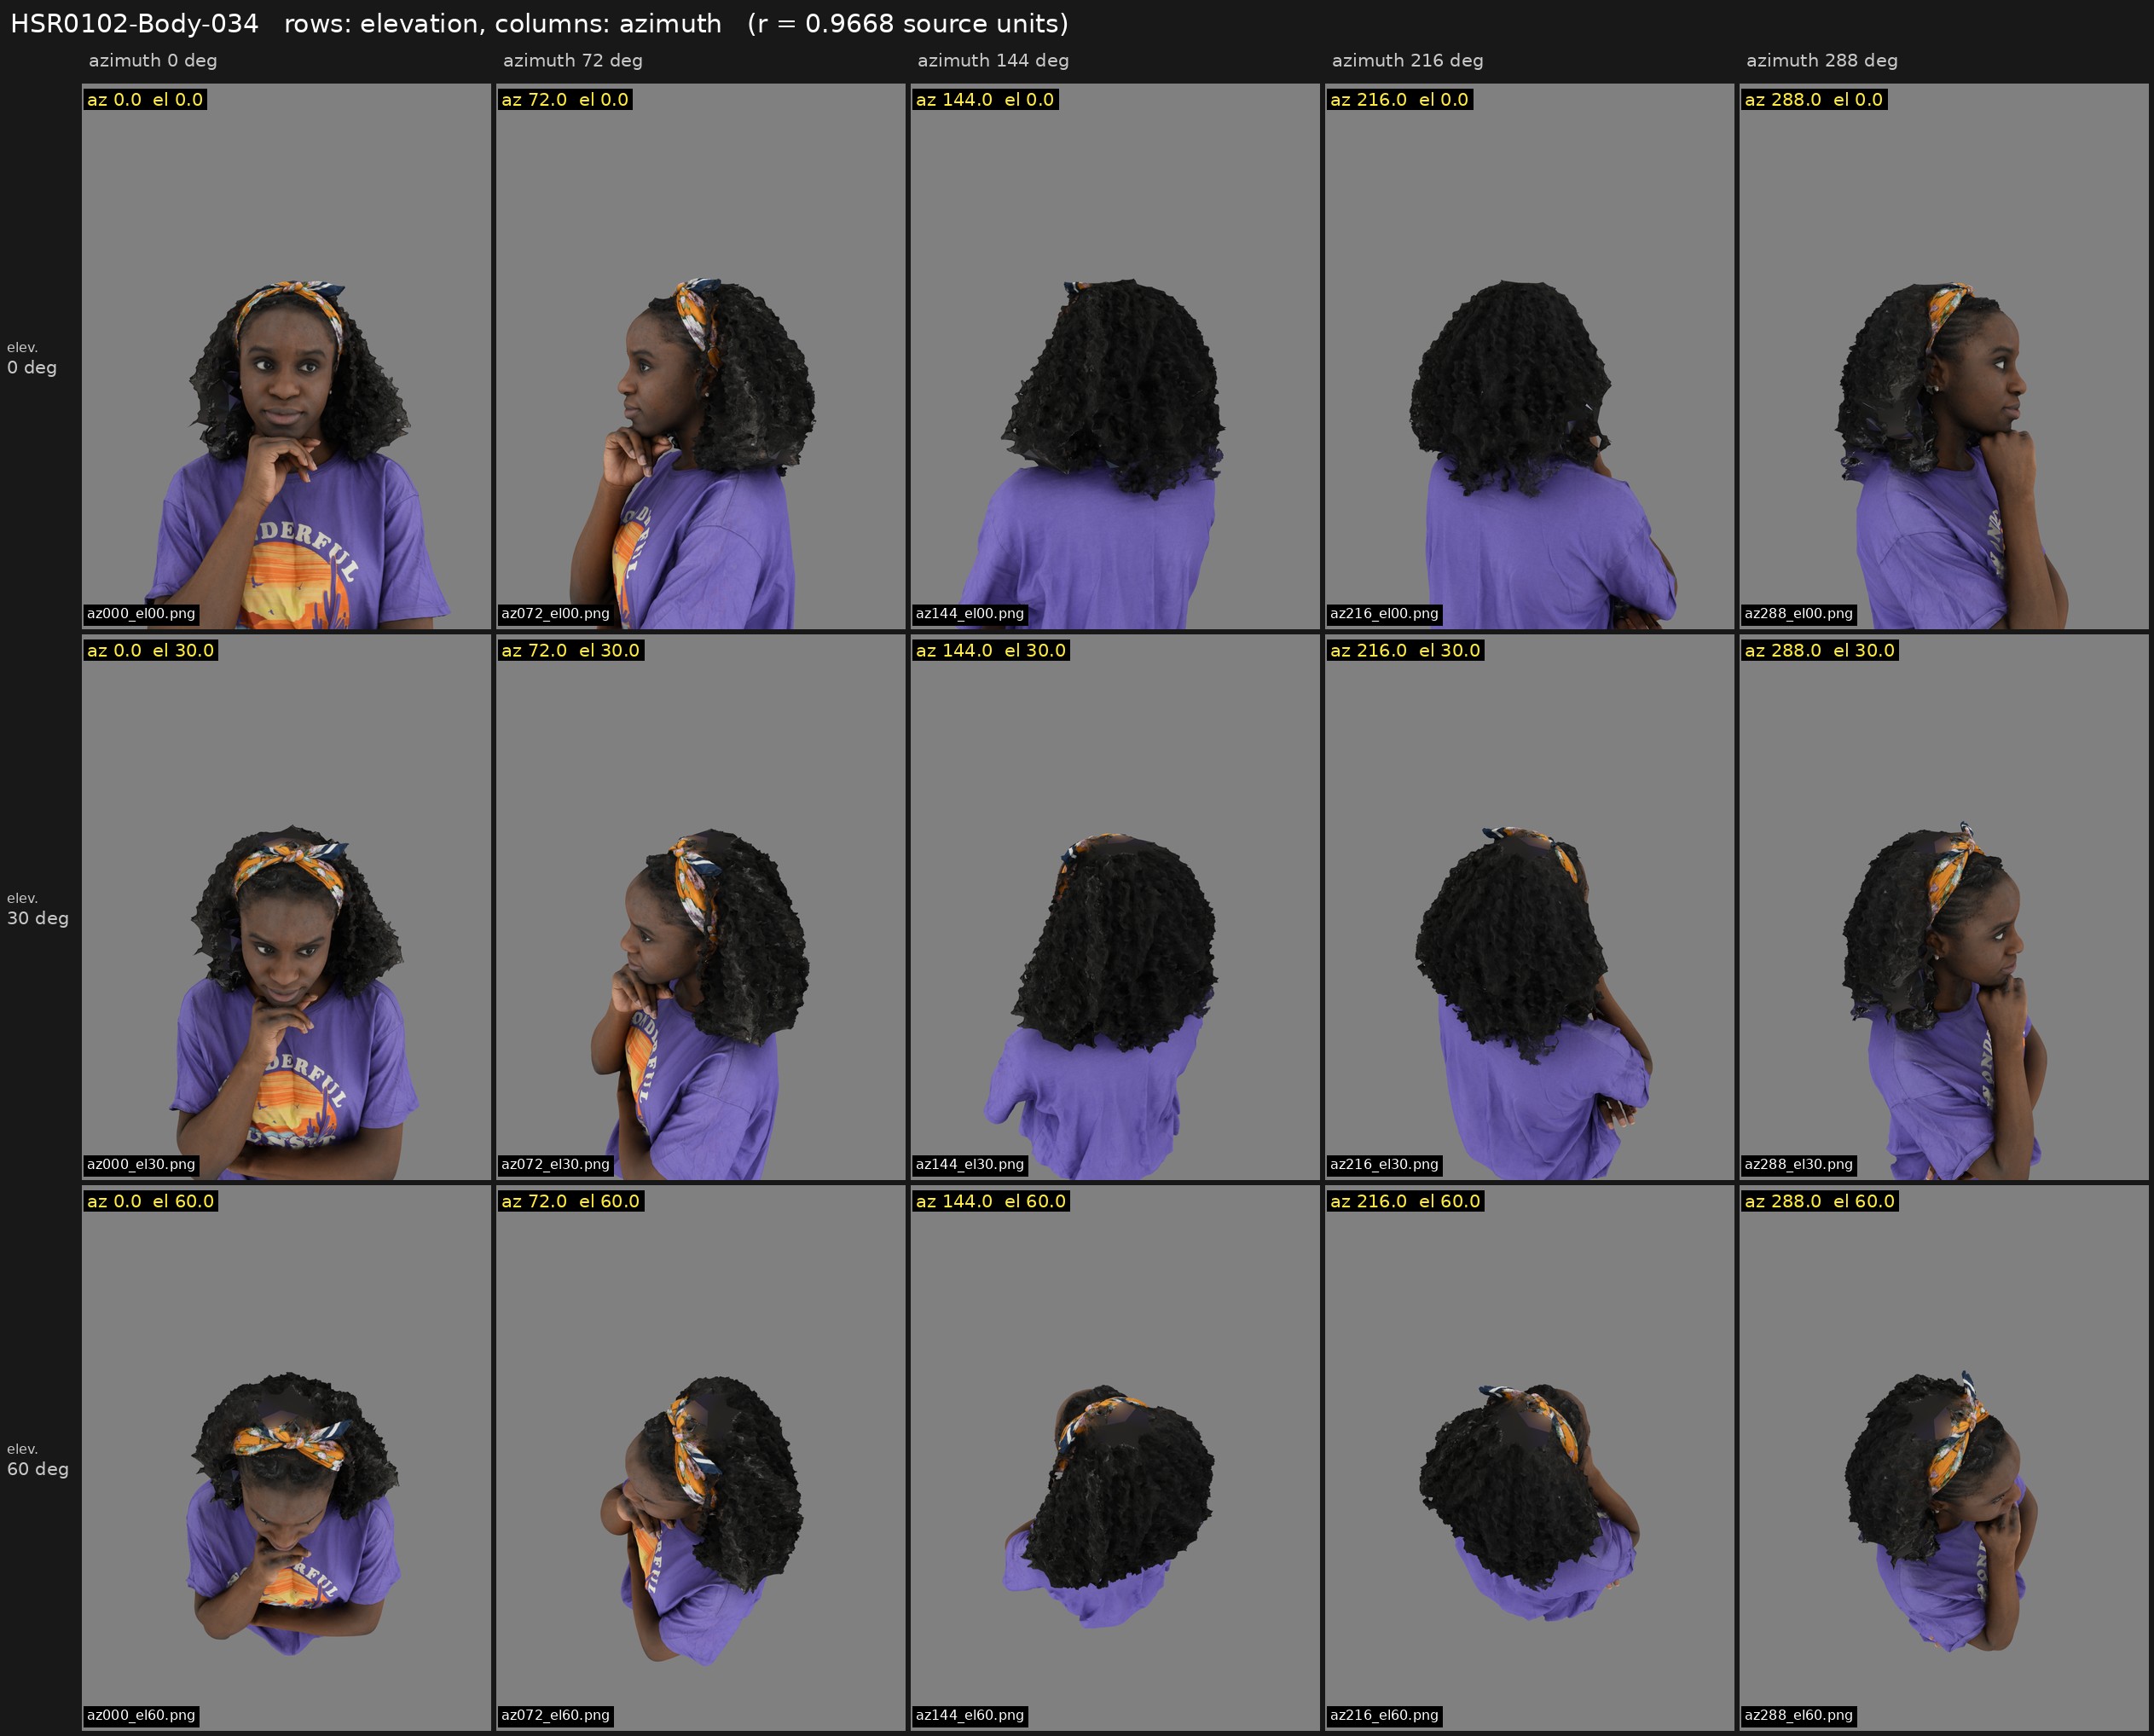 HSR0102-Body-034 rows: elevation, columns: azimuth (r = 0.9668 source units)
azimuth 0 deg azimuth 72 deg azimuth 144 deg azimuth 216 deg azimuth 288 deg
az 0.0 el 0.0 az 72.0 el 0.0 az 144.0 el 0.0 az 216.0 el 0.0 az 288.0 el 0.0
elev.
0 deg
NDERFUL
az000_el00.png az072_el00.png az144_el00.png az216_el00.png az288_el00.png
az 0.0 el 30.0 az 72.0 el 30.0 az 144.0 el 30.0 az 216.0 el 30.0 az 288.0 el 30.0
elev.
30 deg
NDERFUL
az000_el30.png az072_el30.png az144_el30.png az216_el30.png az288_el30.png
az 0.0 el 60.0 az 72.0 el 60.0 az 144.0 el 60.0 az 216.0 el 60.0 az 288.0 el 60.0
elev.
60 deg
az000_el60.png az072_el60.png az144_el60.png az216_el60.png az288_el60.png